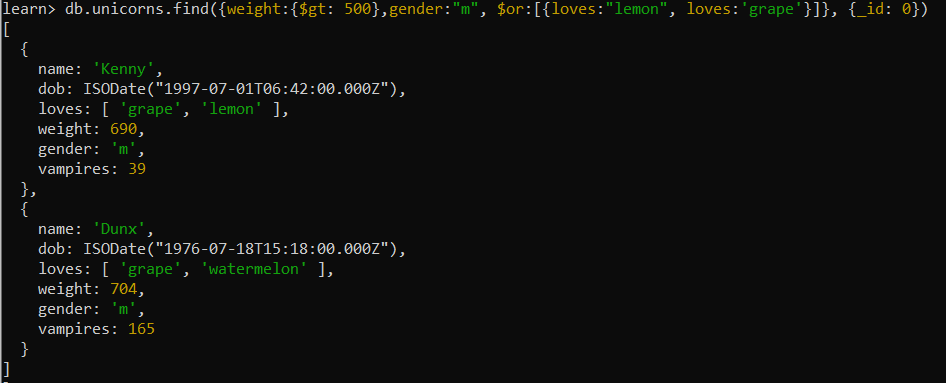 learn> db.unicorns.find({weight:{$gt: 500},gender:"m", $or:[{loves:"lemon", loves:'grape'}]}, {_id: 0})
[
  {
    name: 'Kenny',
    dob: ISODate("1997-07-01T06:42:00.000Z"),
    loves: [ 'grape', 'lemon' ],
    weight: 690,
    gender: 'm',
    vampires: 39
  },
  {
    name: 'Dunx',
    dob: ISODate("1976-07-18T15:18:00.000Z"),
    loves: [ 'grape', 'watermelon' ],
    weight: 704,
    gender: 'm',
    vampires: 165
  }
]